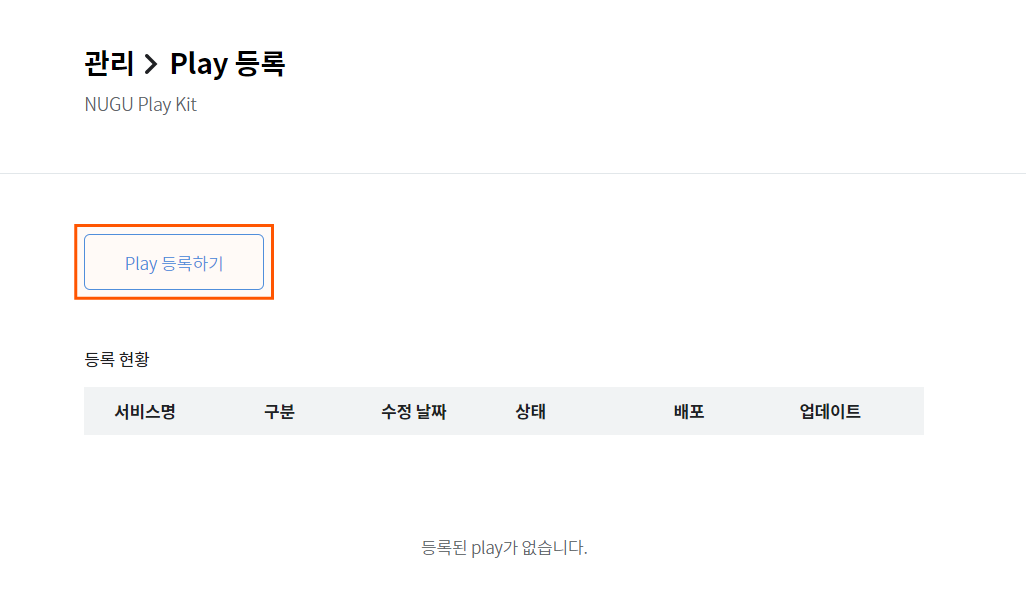 관리 > Play 등록
NUGU Play Kit
Play 등록하기
등록 현황
서비스명 구분 수정 날짜 상태 배포 업데이트
등록된 play가 없습니다.